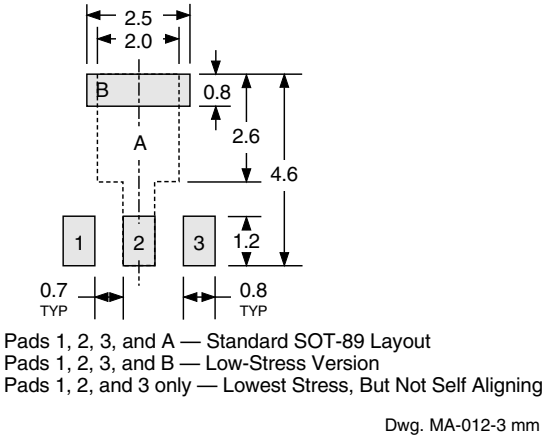 2.5
2.0
B
0.8
A
2.6
4.6
1
2
3
1.2
0.7
TYP
0.8
TYP
Pads 1, 2, 3, and A — Standard SOT-89 Layout
Pads 1, 2, 3, and B — Low-Stress Version
Pads 1, 2, and 3 only — Lowest Stress, But Not Self Aligning
Dwg. MA-012-3 mm